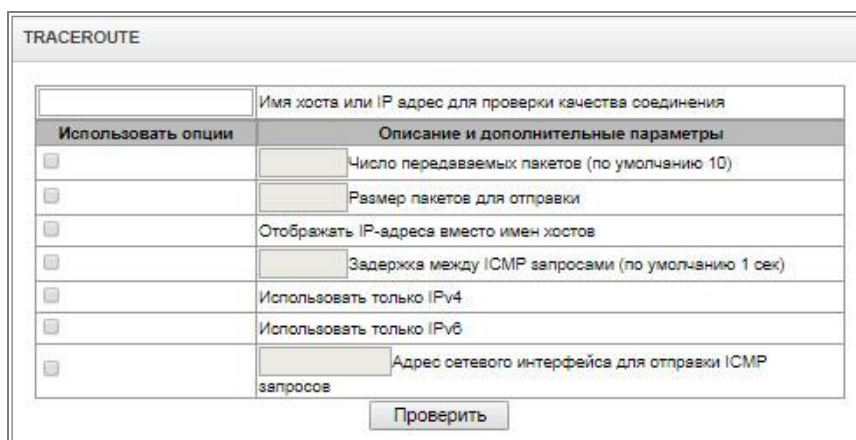 TRACEROUTE
Имя хоста или IP адрес для проверки качества соединения
Использовать опции Описание и дополнительные параметры
Число передаваемых пакетов (по умолчанию 10)
Размер пакетов для отправки
Отображать IP-адреса вместо имен хостов
Задержка между ICMP запросами (по умолчанию 1 сек)
Использовать только IPv4
Использовать только IPv6
Адрес сетевого интерфейса для отправки ICMP
запросов
Проверить